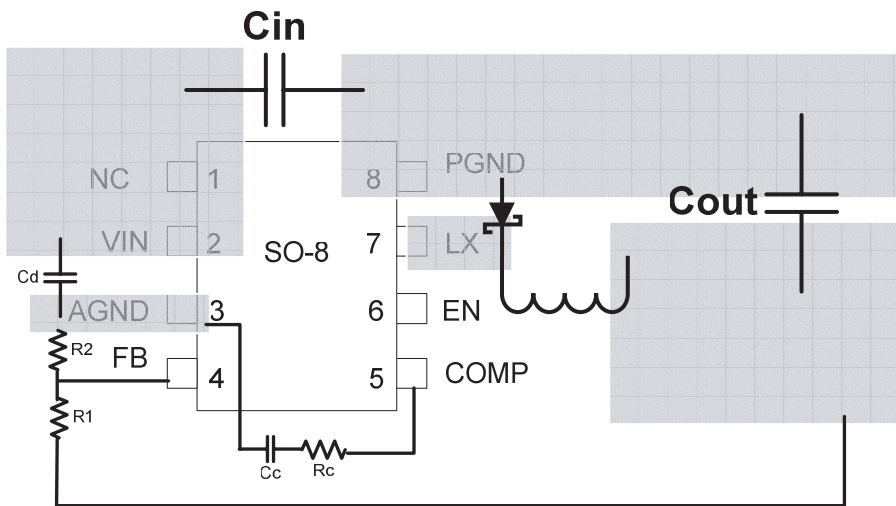 Cin
NC 1
8 PGND
VIN 2
SO-8
7 LX
Cout
Cd
AGND 3
6 EN
R2
FB 4
5 COMP
R1
Cc
Rc